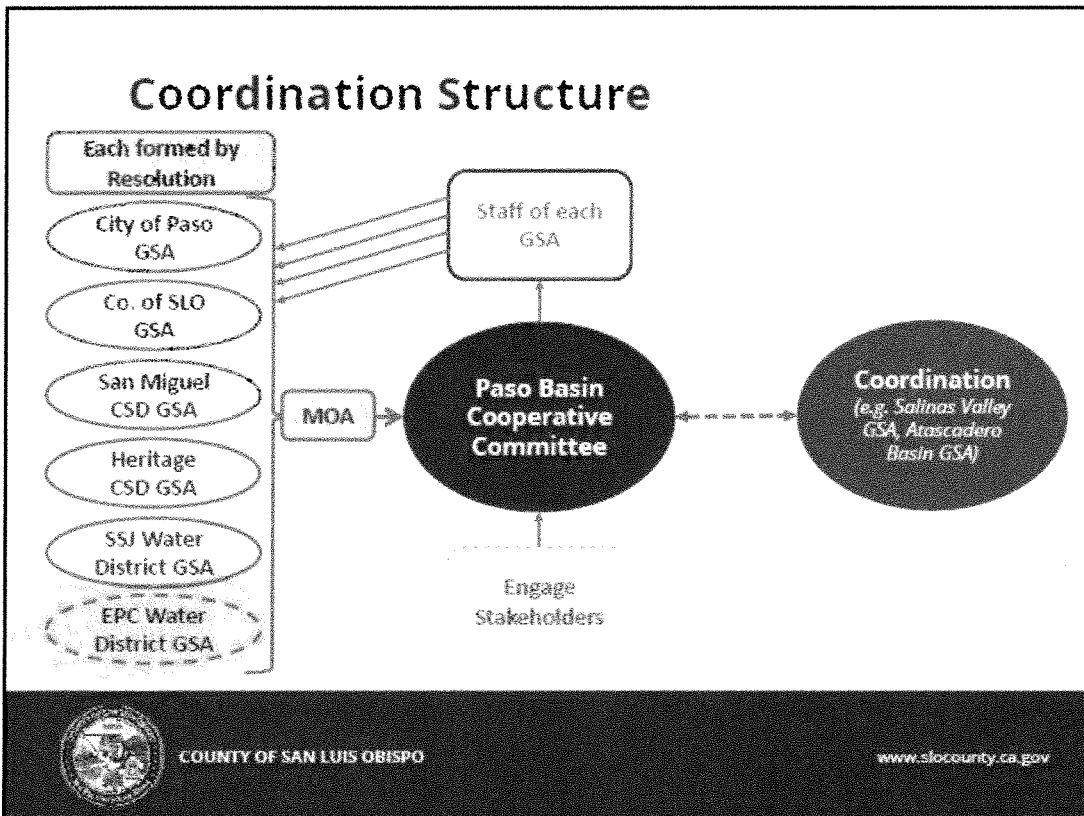 Coordination Structure
Each formed by
Resolution
City of Paso
GSA
Co. of SLO
GSA
San Miguel
CSD GSA
Heritage
CSD GSA
SSJ Water
District GSA
EPC Water
District GSA
MOA
Staff of each
GSA
Paso Basin
Cooperative
Committee
Engage
Stakeholders
Coordination
(e.g. Salinas Valley
GSA, Atascadero
Basin GSA)
COUNTY OF SAN LUIS OBISPO
www.slocounty.ca.gov